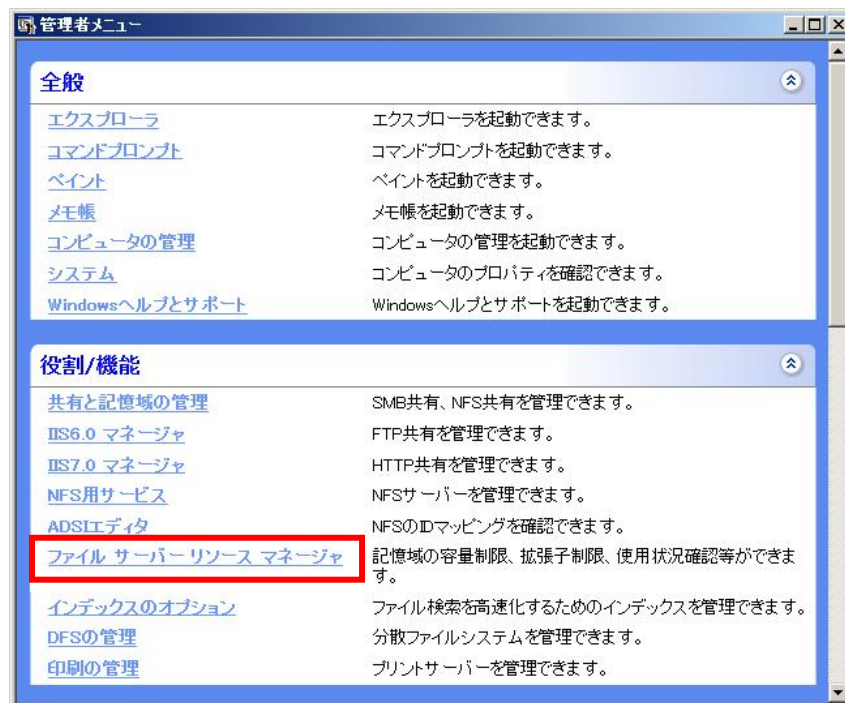 管理者メニュー
全般
エクスプローラ エクスプローラを起動できます。
コマンドプロンプト コマンドプロンプトを起動できます。
ペイント ペイントを起動できます。
メモ帳 メモ帳を起動できます。
コンピュータの管理 コンピュータの管理を起動できます。
システム コンピュータのプロパティを確認できます。
Windowsヘルプとサポート Windowsヘルプとサポートを起動できます。
役割/機能
共有と記憶域の管理 SMB共有、NFS共有を管理できます。
IIS6.0 マネージャ FTP共有を管理できます。
IIS7.0 マネージャ HTTP共有を管理できます。
NFS用サービス NFSサーバーを管理できます。
ADSIエディタ NFSのIDマッピングを確認できます。
ファイル サーバー リソース マネージャ 記憶域の容量制限、拡張子制限、使用状況確認等ができま
す。
インデックスのオプション ファイル検索を高速化するためのインデックスを管理できます。
DFSの管理 分散ファイルシステムを管理できます。
印刷の管理 プリントサーバーを管理できます。